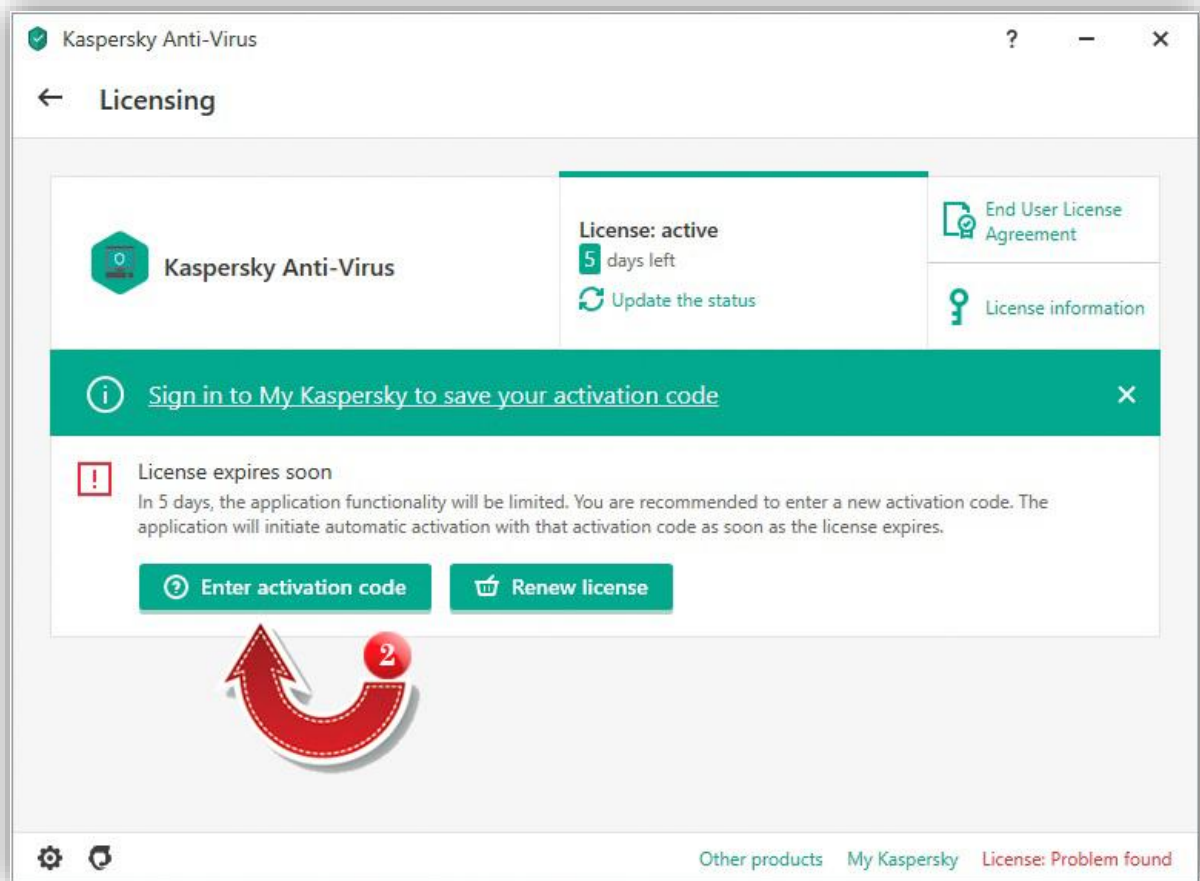 Kaspersky Anti-Virus
?
Licensing
Kaspersky Anti-Virus
License: active
5 days left
Update the status
End User License
Agreement
License information
Sign in to My Kaspersky to save your activation code
License expires soon
In 5 days, the application functionality will be limited. You are recommended to enter a new activation code. The
application will initiate automatic activation with that activation code as soon as the license expires.
Enter activation code
Renew license
2
Other products
My Kaspersky
License: Problem found